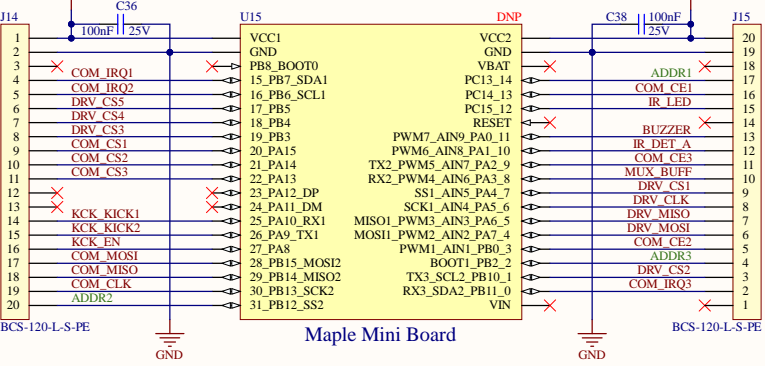 C36
J14 100nF 25V U15 DNP C38 100nF 25V J15
1 VCC1 VCC2 20
2 GND GND 19
3 PB8_BOOT0 VBAT 18
4 COM_IRQ1 15_PB7_SDA1 PC13_14 ADDR1 17
5 COM_IRQ2 16_PB6_SCL1 PC14_13 COM_CE1 16
6 DRV_CS5 17_PB5 PC15_12 IR_LED 15
7 DRV_CS4 18_PB4 RESET 14
8 DRV_CS3 19_PB3 PWM7_AIN9_PA0_11 BUZZER 13
9 COM_CS1 20_PA15 PWM6_AIN8_PA1_10 IR_DET_A 12
10 COM_CS2 21_PA14 TX2_PWM5_AIN7_PA2_9 COM_CE3 11
11 COM_CS3 22_PA13 RX2_PWM4_AIN6_PA3_8 MUX_BUFF 10
12 23_PA12_DP SS1_AIN5_PA4_7 DRV_CS1 9
13 24_PA11_DM SCK1_AIN4_PA5_6 DRV_CLK 8
14 KCK_KICK1 25_PA10_RX1 MISO1_PWM3_AIN3_PA6_5 DRV_MISO 7
15 KCK_KICK2 26_PA9_TX1 MOSI1_PWM2_AIN2_PA7_4 DRV_MOSI 6
16 KCK_EN 27_PA8 PWM1_AIN1_PB0_3 COM_CE2 5
17 COM_MOSI 28_PB15_MOSI2 BOOT1_PB2_2 ADDR3 4
18 COM_MISO 29_PB14_MISO2 TX3_SCL2_PB10_1 DRV_CS2 3
19 COM_CLK 30_PB13_SCK2 RX3_SDA2_PB11_0 COM_IRQ3 2
20 ADDR2 31_PB12_SS2 VIN 1
BCS-120-L-S-PE Maple Mini Board BCS-120-L-S-PE
GND GND